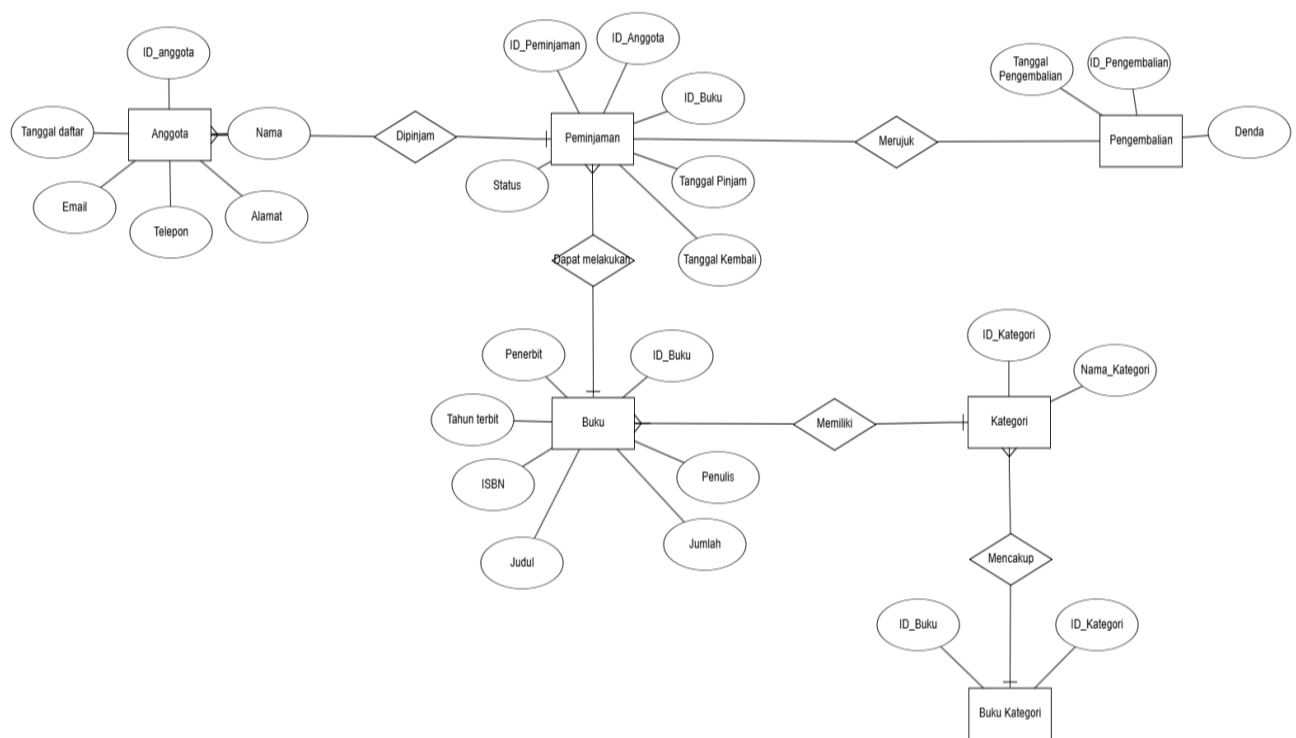 ID_anggota
Tanggal daftar
Anggota
Nama
Email
Telepon
Alamat
Dipinjam
ID_Peminjaman
ID_Anggota
ID_Buku
Peminjaman
Status
Tanggal Pinjam
Tanggal Kembali
Merujuk
Tanggal
Pengembalian
ID_Pengembalian
Pengembalian
Denda
Dapat melakukan
Penerbit
ID_Buku
Tahun terbit
Buku
ISBN
Penulis
Judul
Jumlah
Memiliki
ID_Kategori
Nama_Kategori
Kategori
Mencakup
ID_Buku
ID_Kategori
Buku Kategori